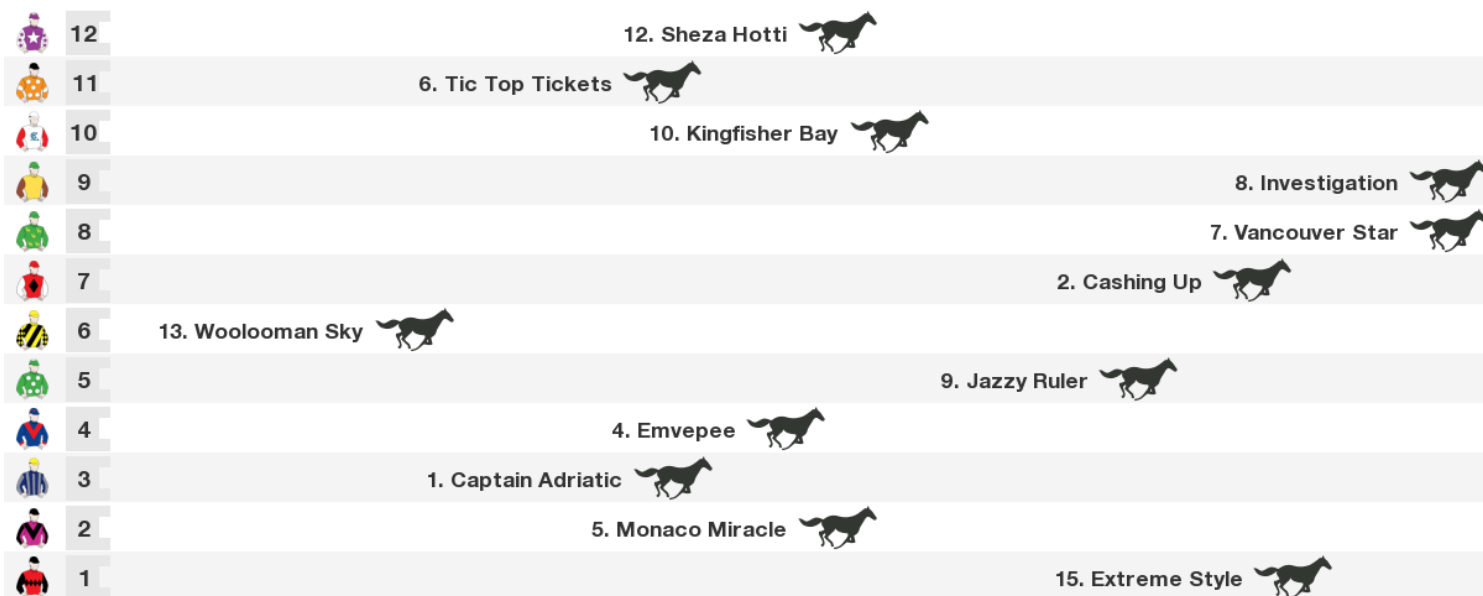 12 12. Sheza Hotti
11 6. Tic Top Tickets
10 10. Kingfisher Bay
9 8. Investigation
8 7. Vancouver Star
7 2. Cashing Up
6 13. Woolooman Sky
5 9. Jazzy Ruler
4 4. Emvepee
3 1. Captain Adriatic
2 5. Monaco Miracle
1 15. Extreme Style